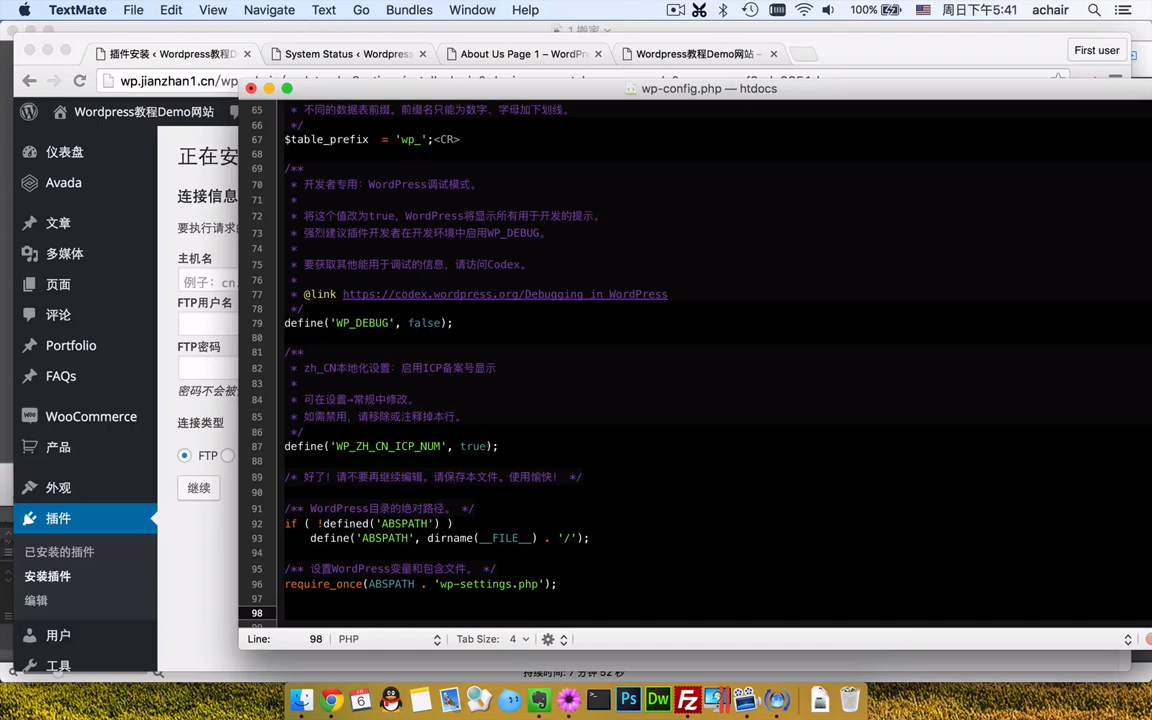 TextMate File Edit View Navigate Text Go Bundles Window Help 100% 周日下午5:41 achair
插件安装 ‹ Wordpress教程D
System Status ‹ Wordpress
About Us Page 1 – WordPr
Wordpress教程Demo网站 –
First user
wp.jianzhan1.cn/wp
wp-config.php — htdocs
Wordpress教程Demo网站
仪表盘
Avada
文章
多媒体
页面
评论
Portfolio
FAQs
WooCommerce
产品
外观
插件
已安装的插件
安装插件
编辑
用户
工具
正在安
连接信息
要执行请求的
主机名
例子：cn.
FTP用户名
FTP密码
密码不会被
连接类型
FTP
继续
65 * 不同的数据表前缀。前缀名只能为数字、字母加下划线。
66 */
67 $table_prefix = 'wp_';<CR>
68
69 /**
70 * 开发者专用：WordPress调试模式。
71 *
72 * 将这个值改为true，WordPress将显示所有用于开发的提示。
73 * 强烈建议插件开发者在开发环境中启用WP_DEBUG。
74 *
75 * 要获取其他能用于调试的信息，请访问Codex。
76 *
77 * @link https://codex.wordpress.org/Debugging_in_WordPress
78 */
79 define('WP_DEBUG', false);
80
81 /**
82 * zh_CN本地化设置：启用ICP备案号显示
83 *
84 * 可在设置→常规中修改。
85 * 如需禁用，请移除或注释掉本行。
86 */
87 define('WP_ZH_CN_ICP_NUM', true);
88
89 /* 好了！请不要再继续编辑。请保存本文件。使用愉快！ */
90
91 /** WordPress目录的绝对路径。 */
92 if ( !defined('ABSPATH') )
93 define('ABSPATH', dirname(__FILE__) . '/');
94
95 /** 设置WordPress变量和包含文件。 */
96 require_once(ABSPATH . 'wp-settings.php');
97
98
Line: 98 PHP Tab Size: 4
持续时间: 7 分钟 52 秒